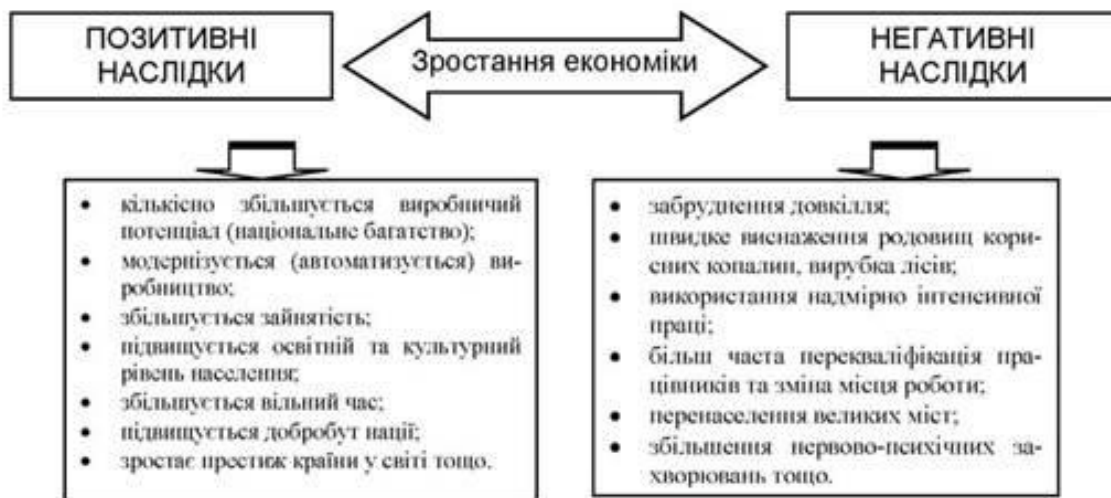 ПОЗИТИВНІ
НАСЛІДКИ
Зростання економіки
НЕГАТИВНІ
НАСЛІДКИ
• кількісно збільшується виробничий
потенціал (національне багатство);
• модернізується (автоматизується) ви-
робництво;
• збільшується зайнятість;
• підвищується освітній та культурний
рівень населення;
• збільшується вільний час;
• підвищується добробут нації;
• зростає престиж країни у світі тощо.
• забруднення довкілля;
• швидке виснаження родовищ кори-
сних копалин, вирубка лісів;
• використання надмірно інтенсивної
праці;
• більш часта перекваліфікація пра-
цівників та зміна місця роботи;
• перенаселення великих міст;
• збільшення нервово-психічних за-
хворювань тощо.